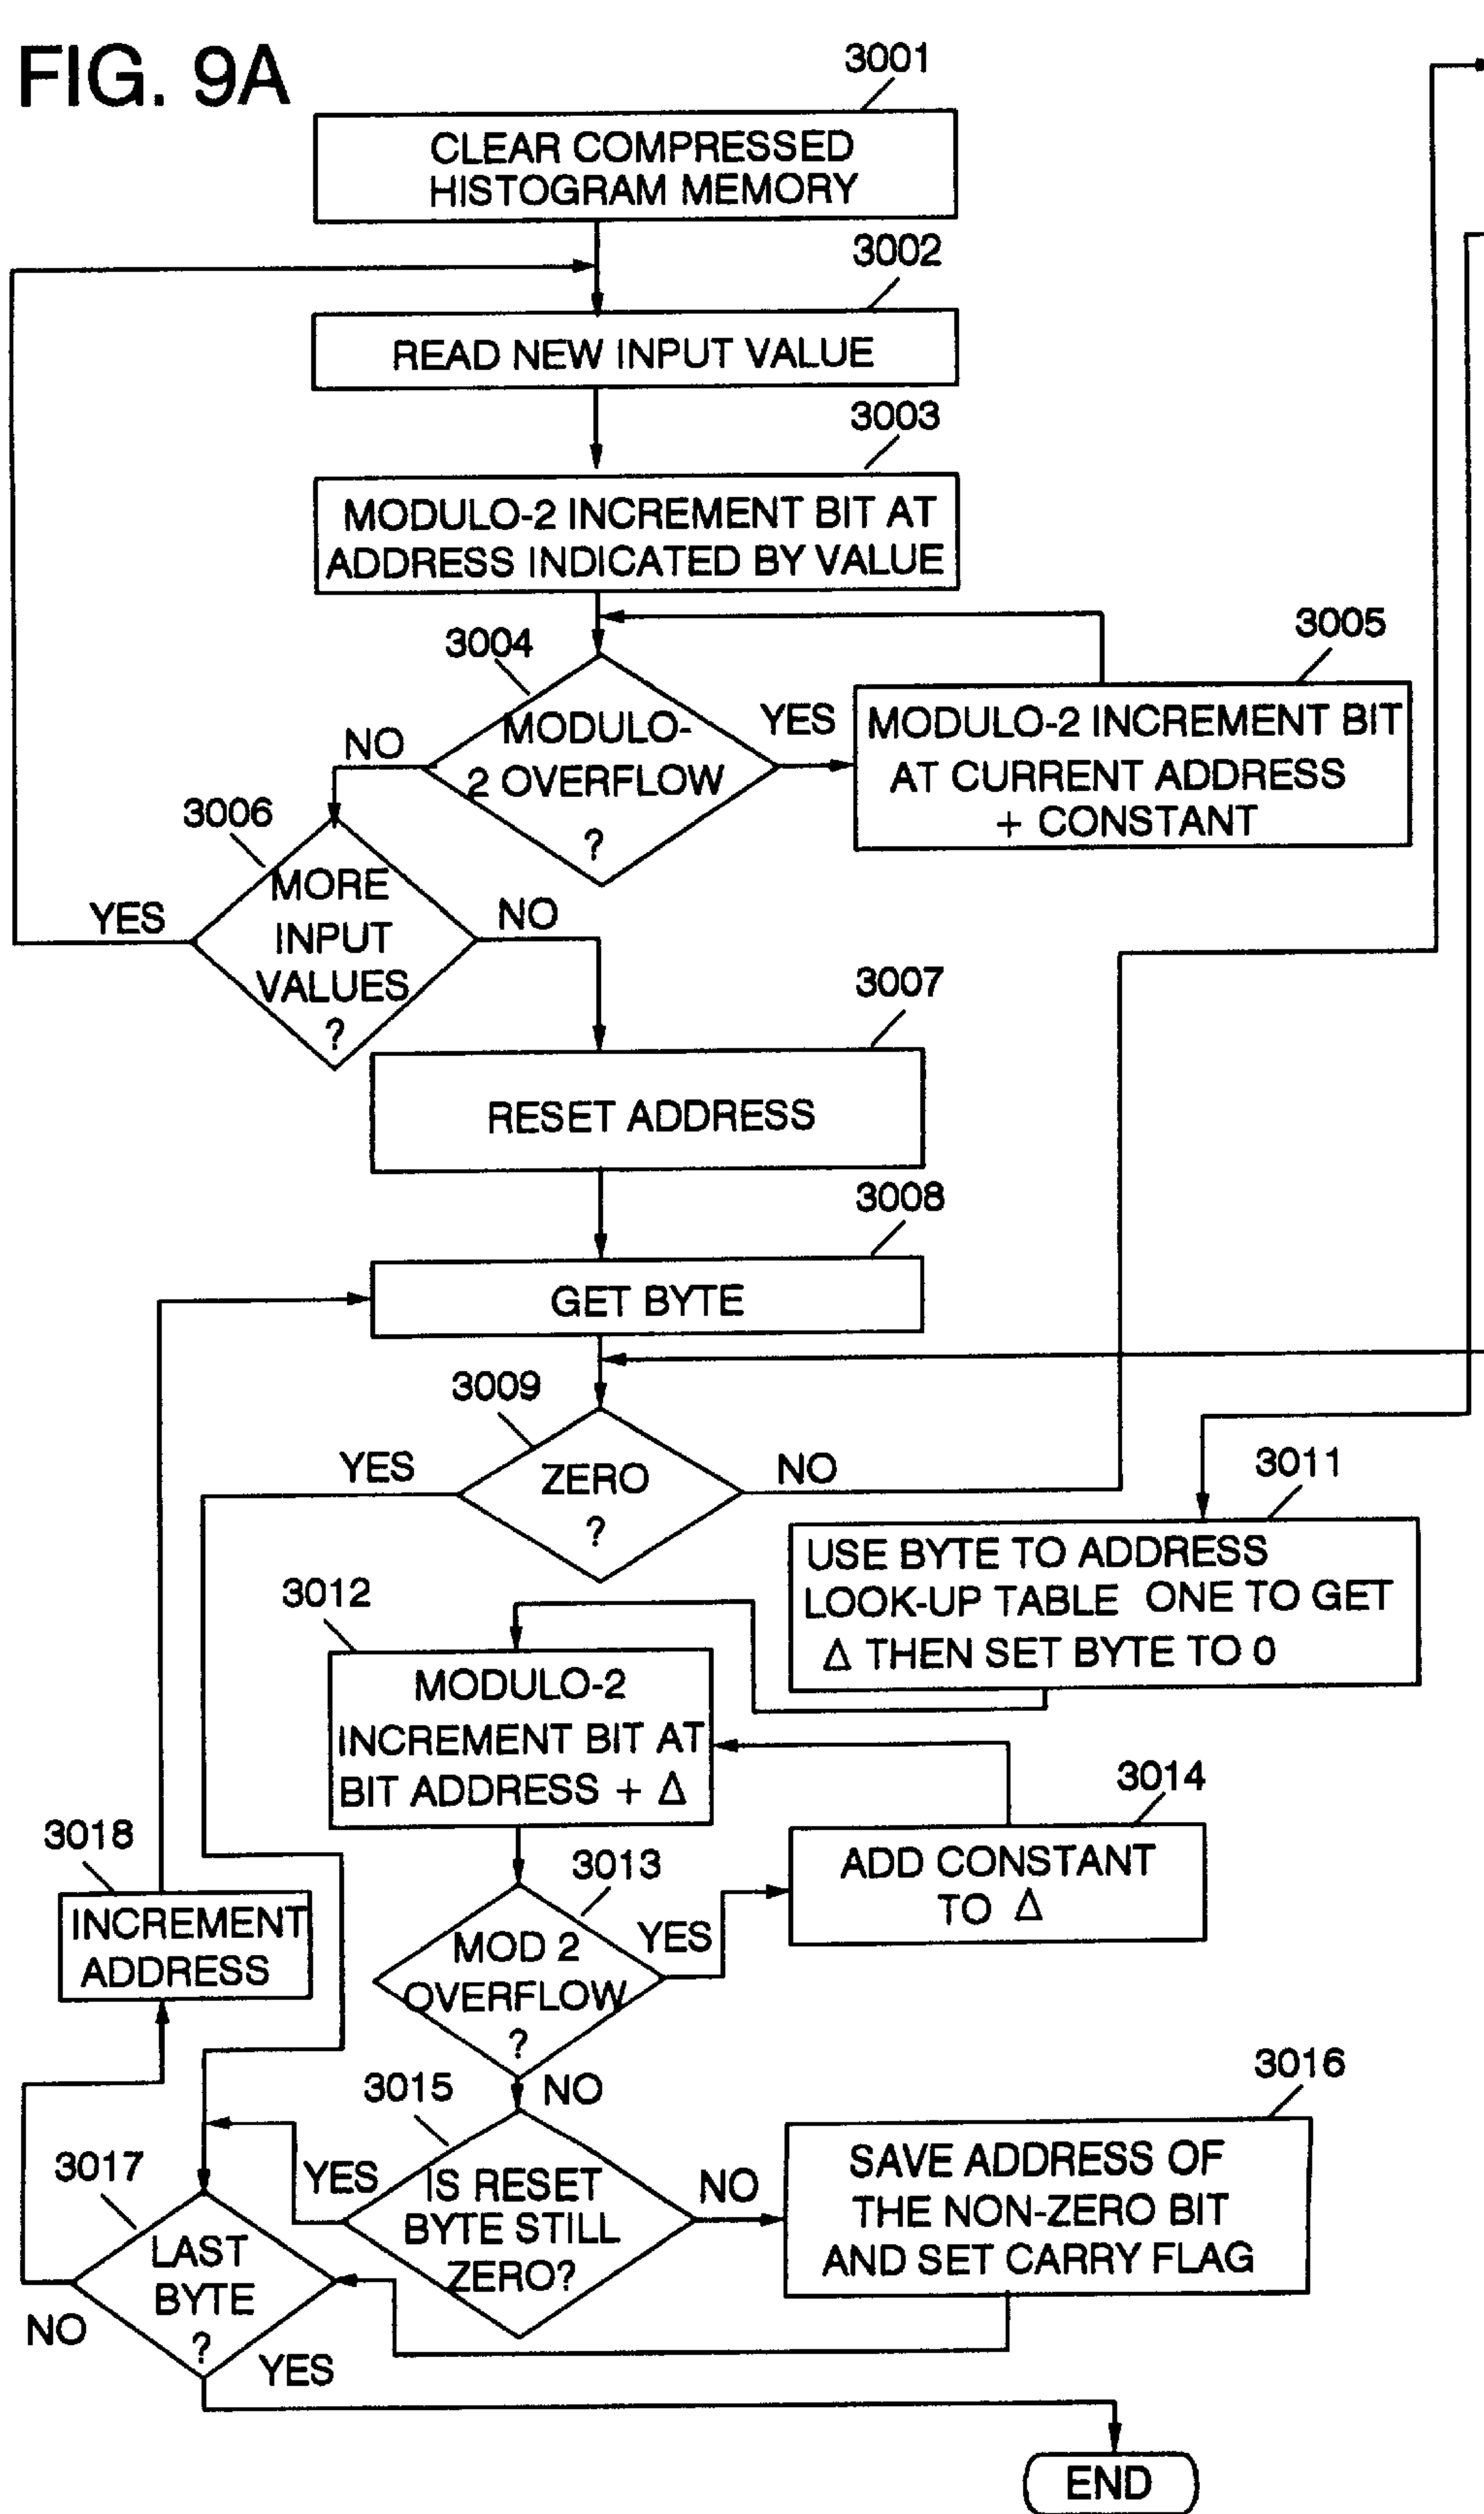 FIG. 9A
3001
CLEAR COMPRESSED
HISTOGRAM MEMORY
3002
READ NEW INPUT VALUE
3003
MODULO-2 INCREMENT BIT AT
ADDRESS INDICATED BY VALUE
3004
MODULO-
2 OVERFLOW
?
YES
NO
3005
MODULO-2 INCREMENT BIT
AT CURRENT ADDRESS
+ CONSTANT
3006
MORE
INPUT
VALUES
?
YES
NO
3007
RESET ADDRESS
3008
GET BYTE
3009
ZERO
?
YES
NO
3011
USE BYTE TO ADDRESS
LOOK-UP TABLE ONE TO GET
Δ THEN SET BYTE TO 0
3012
MODULO-2
INCREMENT BIT AT
BIT ADDRESS + Δ
3013
MOD 2
OVERFLOW
?
YES
NO
3014
ADD CONSTANT
TO Δ
3018
INCREMENT
ADDRESS
3015
IS RESET
BYTE STILL
ZERO?
YES
NO
3016
SAVE ADDRESS OF
THE NON-ZERO BIT
AND SET CARRY FLAG
3017
LAST
BYTE
?
NO
YES
END